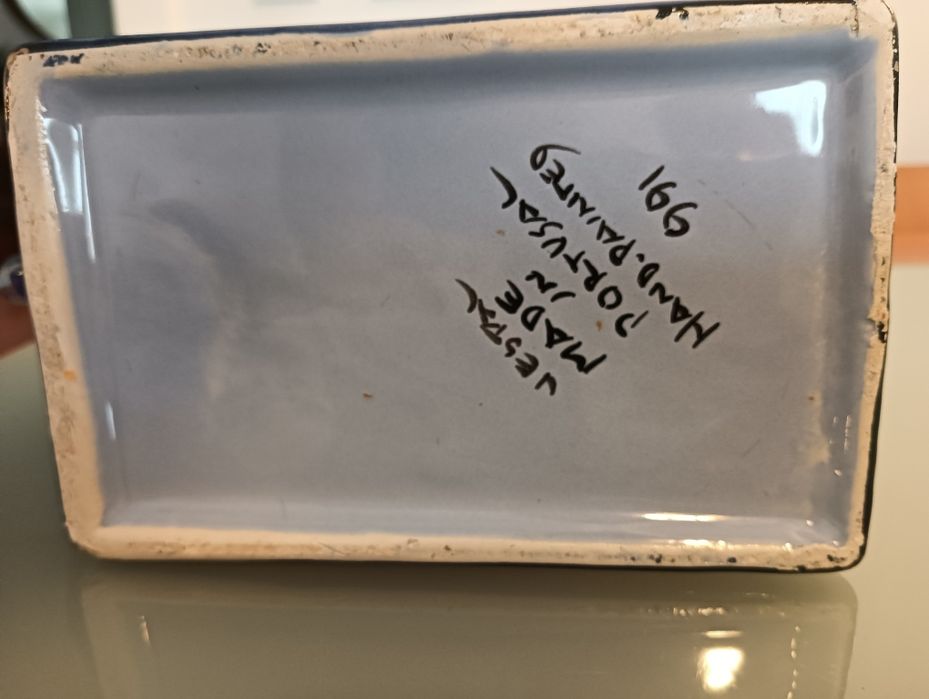 VESTAL
MADE
IN
PORTUGAL
HAND-PAINTED
991